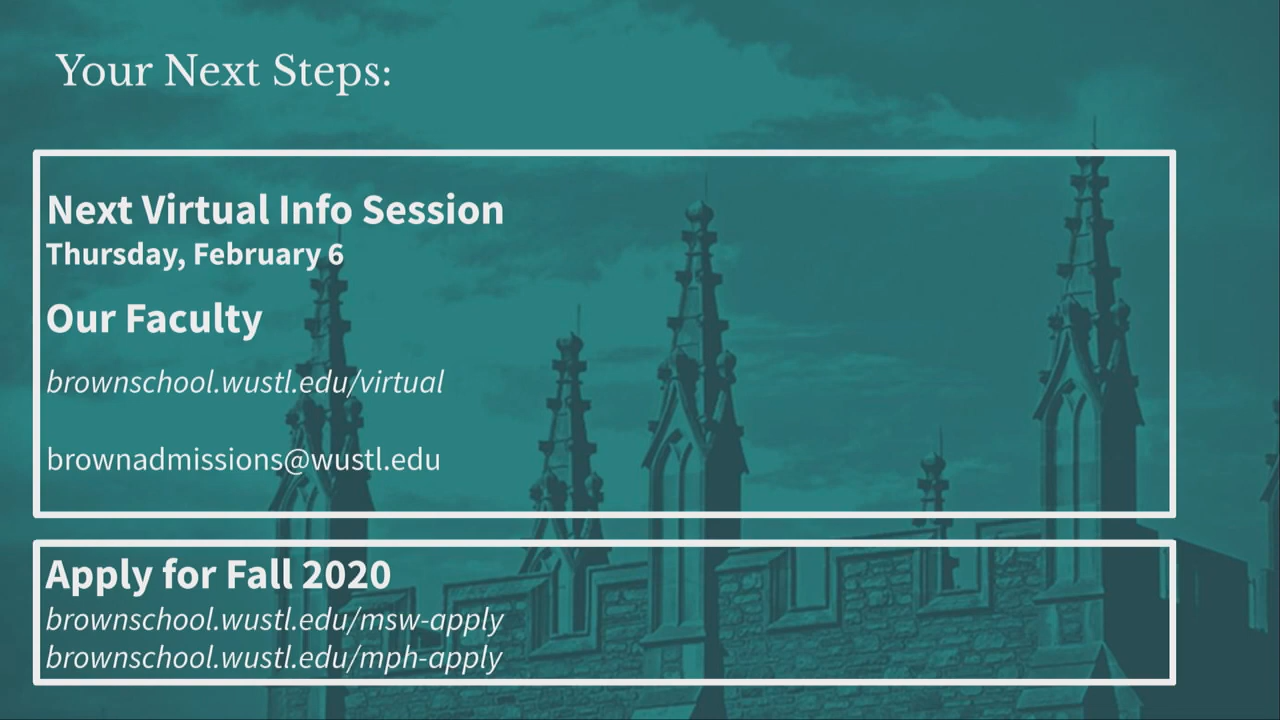 Your Next Steps:
Next Virtual Info Session
Thursday, February 6
Our Faculty
brownschool.wustl.edu/virtual
brownadmissions@wustl.edu
Apply for Fall 2020
brownschool.wustl.edu/msw-apply
brownschool.wustl.edu/mph-apply